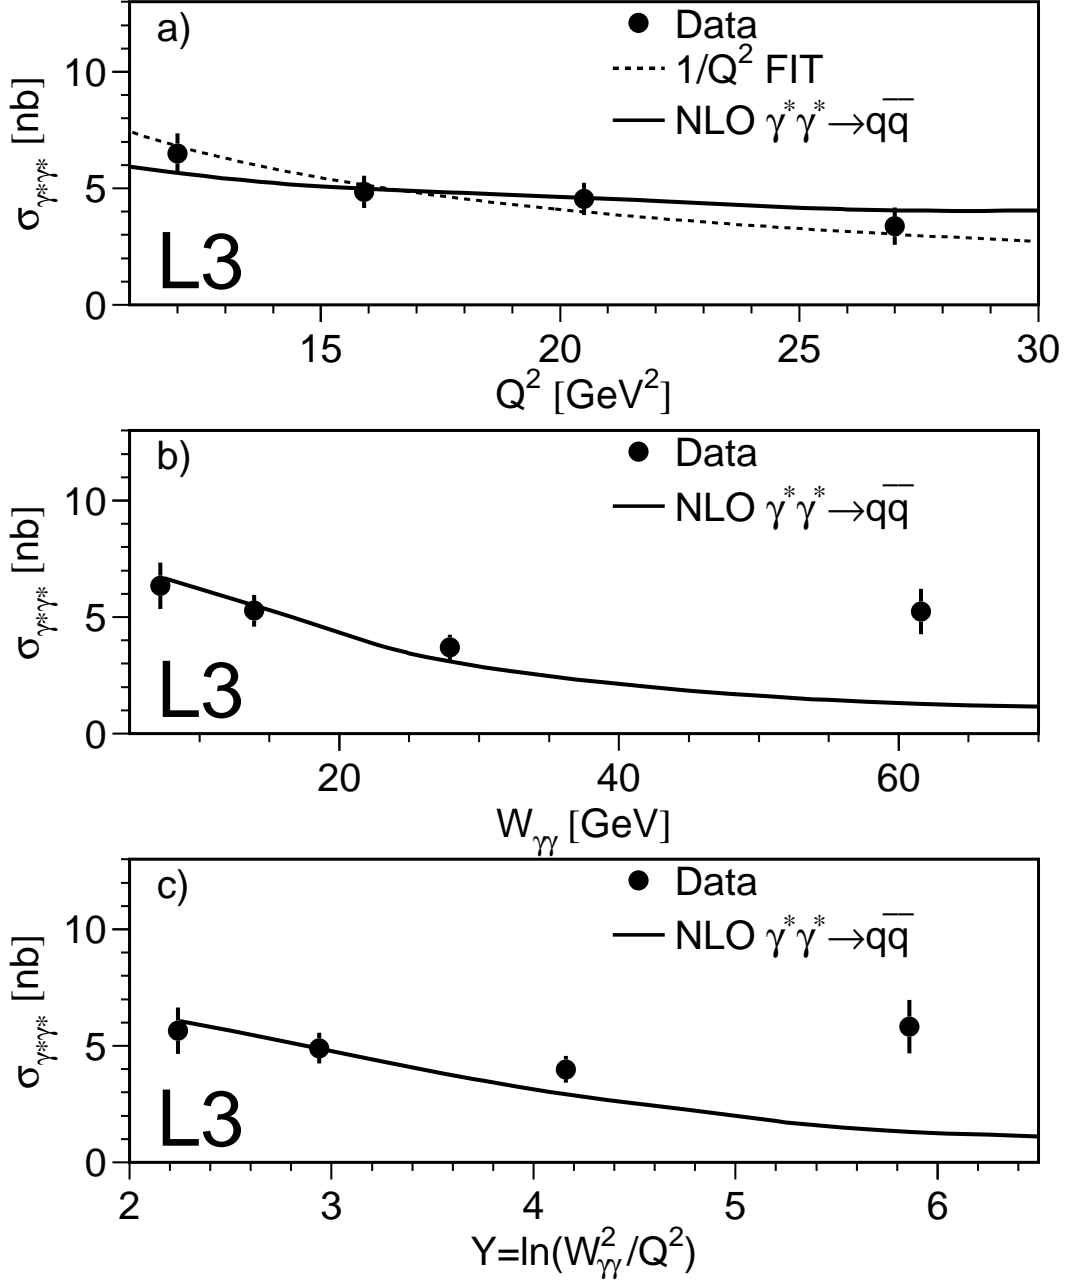 a)
Data
1/Q² FIT
NLO γ*γ*→qq̅
σγ*γ* [nb]
10
5
0
L3
15 20 25 30
Q² [GeV²]
b)
Data
NLO γ*γ*→qq̅
σγ*γ* [nb]
10
5
0
L3
20 40 60
Wγγ [GeV]
c)
Data
NLO γ*γ*→qq̅
σγ*γ* [nb]
10
5
0
L3
2 3 4 5 6
Y=ln(W²γγ/Q²)